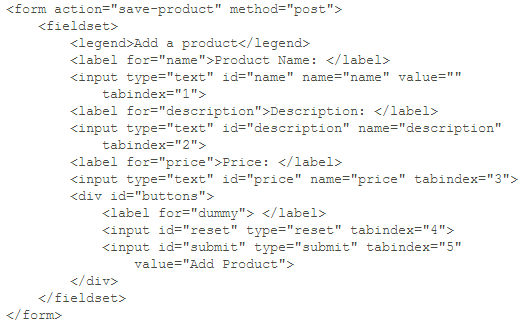 <form action="save-product" method="post">
    <fieldset>
        <legend>Add a product</legend>
        <label for="name">Product Name: </label>
        <input type="text" id="name" name="name" value=""
            tabindex="1">
        <label for="description">Description: </label>
        <input type="text" id="description" name="description"
            tabindex="2">
        <label for="price">Price: </label>
        <input type="text" id="price" name="price" tabindex="3">
        <div id="buttons">
            <label for="dummy"> </label>
            <input id="reset" type="reset" tabindex="4">
            <input id="submit" type="submit" tabindex="5"
                value="Add Product">
        </div>
    </fieldset>
</form>